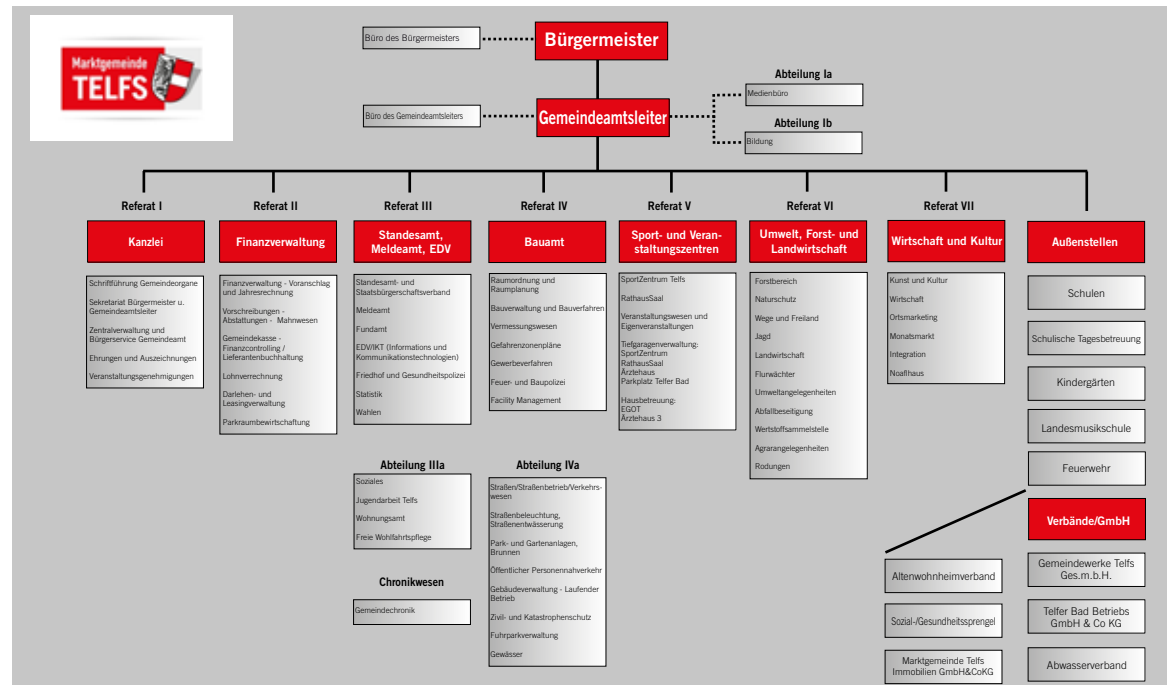 Marktgemeinde
TELFS
Büro des Bürgermeisters
Bürgermeister
Büro des Gemeindeamtsleiters
Gemeindeamtsleiter
Abteilung Ia
Medienbüro
Abteilung Ib
Bildung
Referat I
Kanzlei
Schriftführung Gemeindeorgane
Sekretariat Bürgermeister u.
Gemeindeamtsleiter
Zentralverwaltung und
Bürgerservice Gemeindeamt
Ehrungen und Auszeichnungen
Veranstaltungsgenehmigungen
Referat II
Finanzverwaltung
Finanzverwaltung - Voranschlag
und Jahresrechnung
Vorschreibungen -
Abstattungen - Mahnwesen
Gemeindekasse -
Finanzcontrolling /
Lieferantenbuchhaltung
Lohnverrechnung
Darlehen- und
Leasingverwaltung
Parkraumbewirtschaftung
Referat III
Standesamt,
Meldeamt, EDV
Standesamt- und
Staatsbürgerschaftsverband
Meldeamt
Fundamt
EDV/IKT (Informations und
Kommunikationstechnologien)
Friedhof und Gesundheitspolizei
Statistik
Wahlen
Abteilung IIIa
Soziales
Jugendarbeit Telfs
Wohnungsamt
Freie Wohlfahrtspflege
Chronikwesen
Gemeindechronik
Referat IV
Bauamt
Raumordnung und
Raumplanung
Bauverwaltung und Bauverfahren
Vermessungswesen
Gefahrenzonenpläne
Gewerbeverfahren
Feuer- und Baupolizei
Facility Management
Abteilung IVa
Straßen/Straßenbetrieb/Verkehrs-
wesen
Straßenbeleuchtung,
Straßenentwässerung
Park- und Gartenanlagen,
Brunnen
Öffentlicher Personennahverkehr
Gebäudeverwaltung - Laufender
Betrieb
Zivil- und Katastrophenschutz
Fuhrparkverwaltung
Gewässer
Referat V
Sport- und Veran-
staltungszentren
SportZentrum Telfs
RathausSaal
Veranstaltungswesen und
Eigenveranstaltungen
Tiefgaragenverwaltung:
SportZentrum
RathausSaal
Ärztehaus
Parkplatz Telfer Bad
Hausbetreuung:
EGOT
Ärztehaus 3
Referat VI
Umwelt, Forst- und
Landwirtschaft
Forstbereich
Naturschutz
Wege und Freiland
Jagd
Landwirtschaft
Flurwächter
Umweltangelegenheiten
Abfallbeseitigung
Wertstoffsammelstelle
Agrarangelegenheiten
Rodungen
Referat VII
Wirtschaft und Kultur
Kunst und Kultur
Wirtschaft
Ortsmarketing
Monatsmarkt
Integration
Noaflhaus
Außenstellen
Schulen
Schulische Tagesbetreuung
Kindergärten
Landesmusikschule
Feuerwehr
Verbände/GmbH
Altenwohnheimverband
Sozial-/Gesundheitssprengel
Marktgemeinde Telfs
Immobilien GmbH&CoKG
Gemeindewerke Telfs
Ges.m.b.H.
Telfer Bad Betriebs
GmbH & Co KG
Abwasserverband